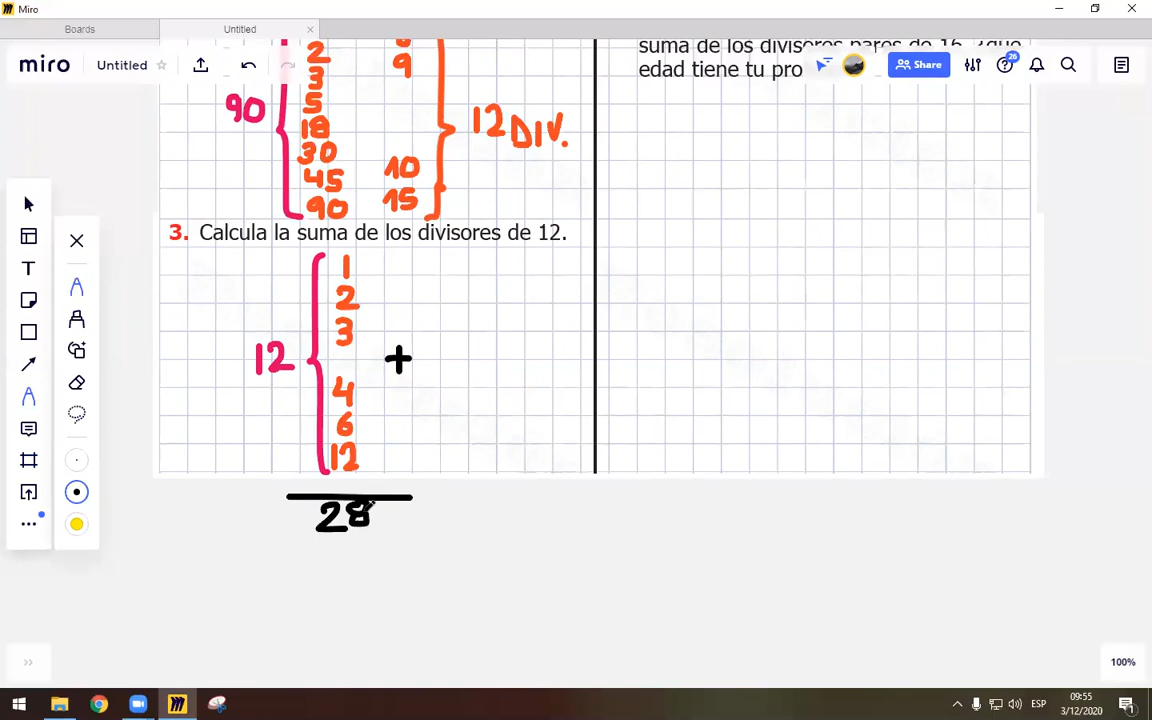 Miro
Boards
Untitled
miro
Untitled
Share
26
suma de los divisores pares de 16, ¿qué
edad tiene tu pro
2
9
3
5
90
18
12 DIV.
30
10
45
15
90
3. Calcula la suma de los divisores de 12.
1
2
3
12
+
4
6
12
28
T
100%
ESP
09:55
3/12/2020
1